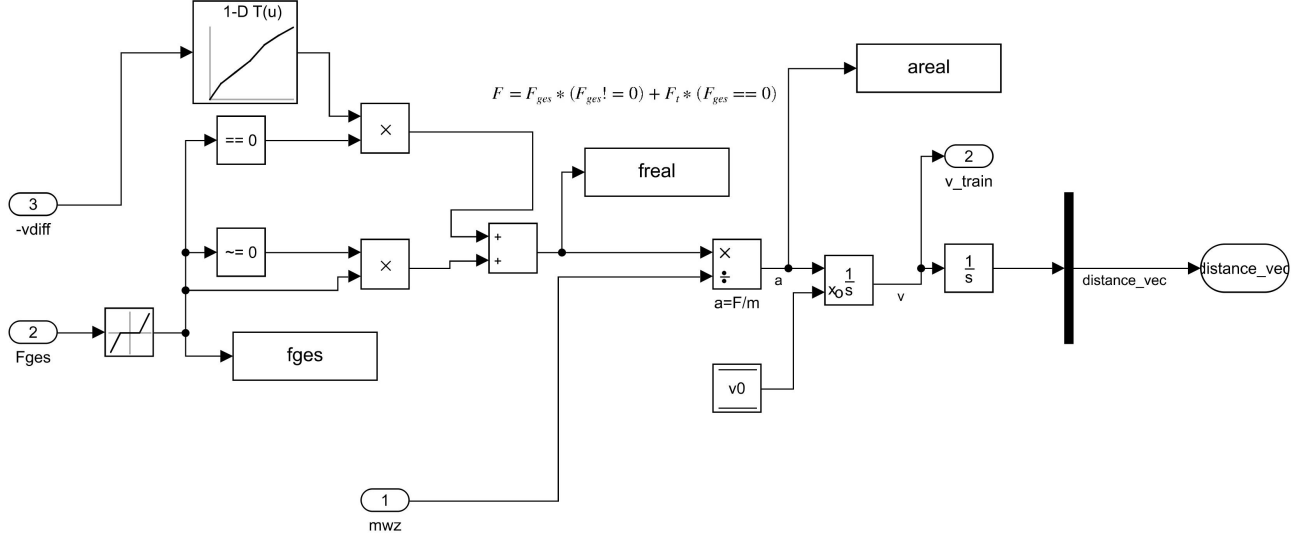 1-D T(u)
areal
F = F_ges * (F_ges! = 0) + F_t * (F_ges == 0)
×
== 0
freal
2
v_train
3
-vdiff
~= 0
×
+
+
×
÷
a
a=F/m
1/s
xo
v
1/s
distance_vec
distance_vec
2
Fges
fges
v0
1
mwz